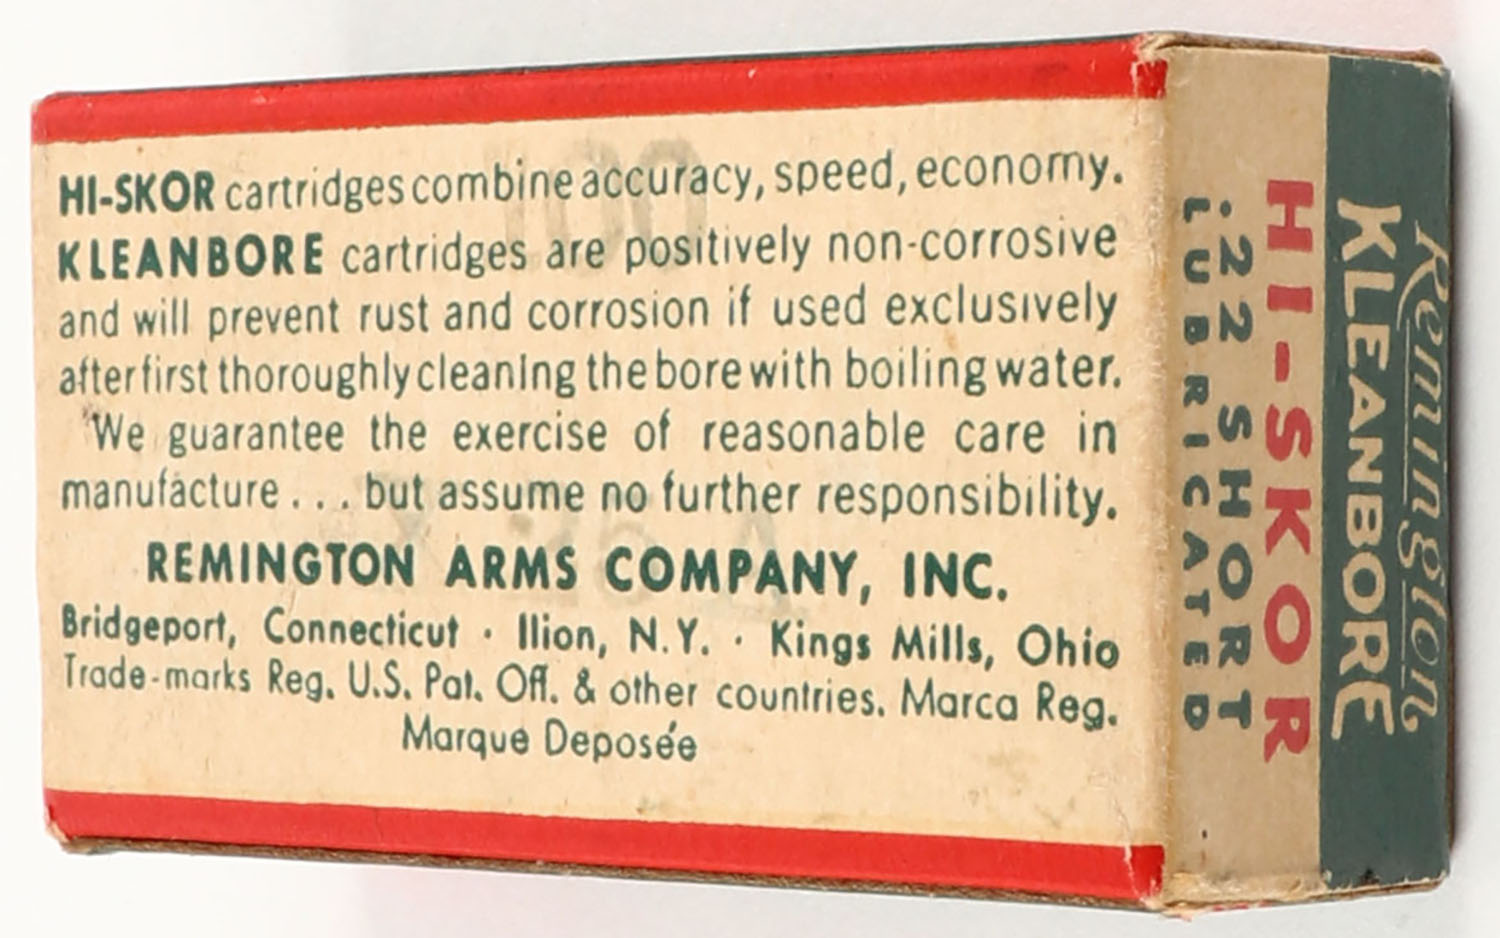 HI-SKOR cartridges combine accuracy, speed, economy.
KLEANBORE cartridges are positively non-corrosive
and will prevent rust and corrosion if used exclusively
after first thoroughly cleaning the bore with boiling water.
We guarantee the exercise of reasonable care in
manufacture . . . but assume no further responsibility.
REMINGTON ARMS COMPANY, INC.
Bridgeport, Connecticut · Ilion, N.Y. · Kings Mills, Ohio
Trade-marks Reg. U.S. Pat. Off. & other countries. Marca Reg.
Marque Deposée
Remington
KLEANBORE
HI-SKOR
.22 SHORT
LUBRICATED